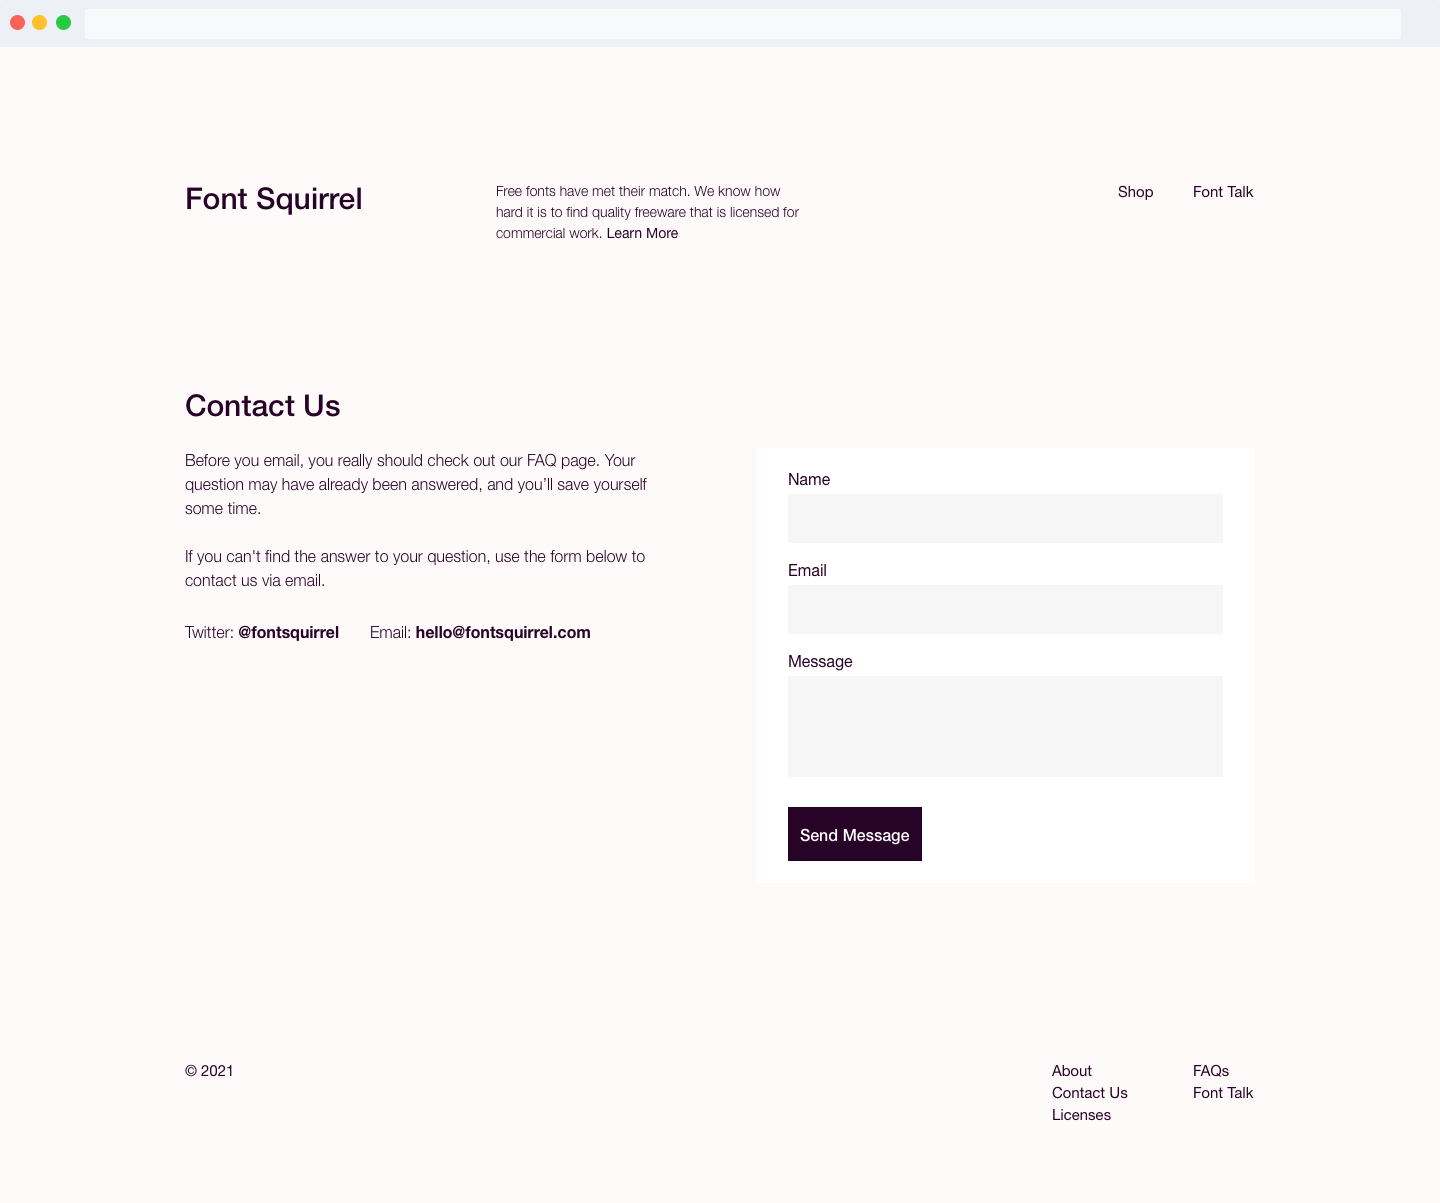 Font Squirrel
Free fonts have met their match. We know how
hard it is to find quality freeware that is licensed for
commercial work. Learn More
Shop
Font Talk
Contact Us
Before you email, you really should check out our FAQ page. Your
question may have already been answered, and you’ll save yourself
some time.
If you can't find the answer to your question, use the form below to
contact us via email.
Twitter: @fontsquirrel
Email: hello@fontsquirrel.com
Name
Email
Message
Send Message
© 2021
About
Contact Us
Licenses
FAQs
Font Talk